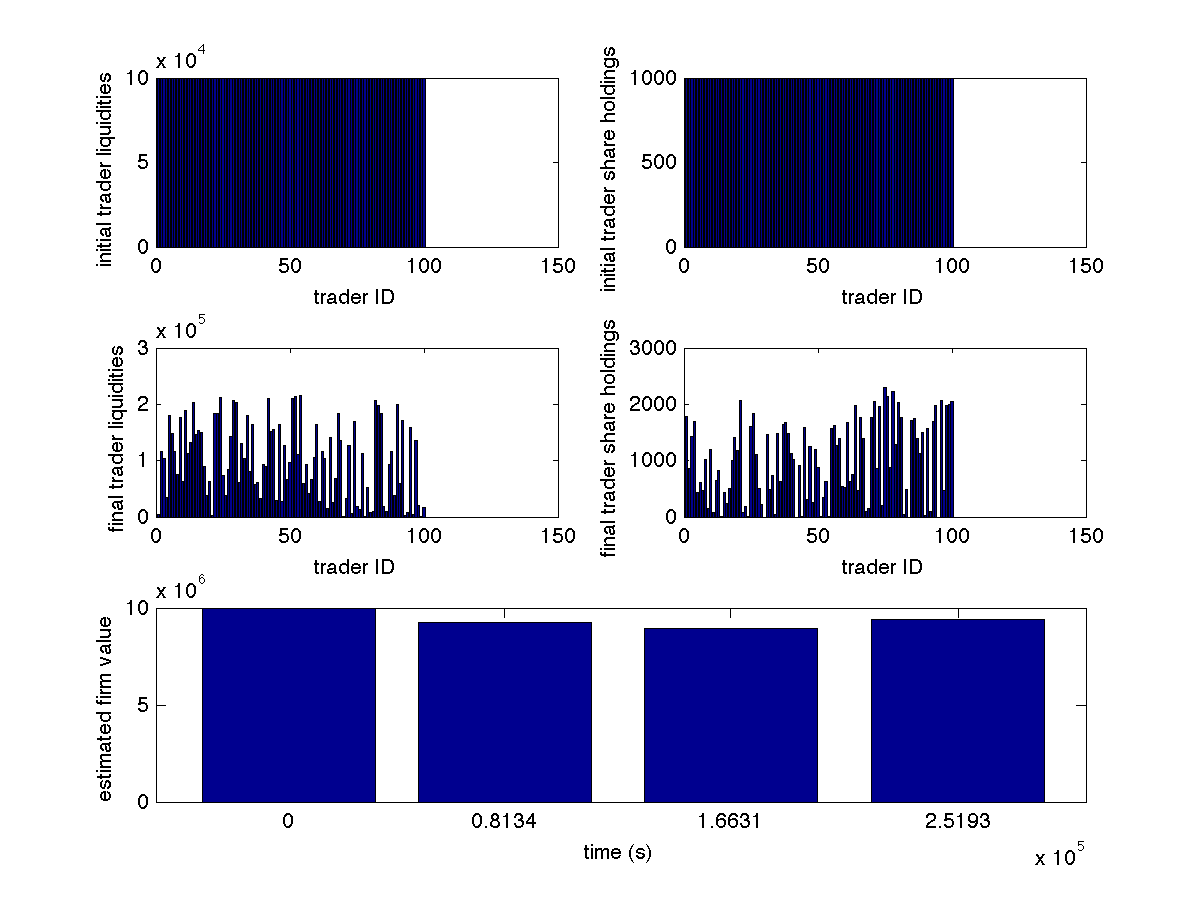 x 10^4
initial trader liquidities
10
5
0
0 50 100 150
trader ID
initial trader share holdings
1000
500
0
0 50 100 150
trader ID
x 10^5
final trader liquidities
3
2
1
0
0 50 100 150
trader ID
final trader share holdings
3000
2000
1000
0
0 50 100 150
trader ID
x 10^6
estimated firm value
10
5
0
0 0.8134 1.6631 2.5193
time (s)
x 10^5